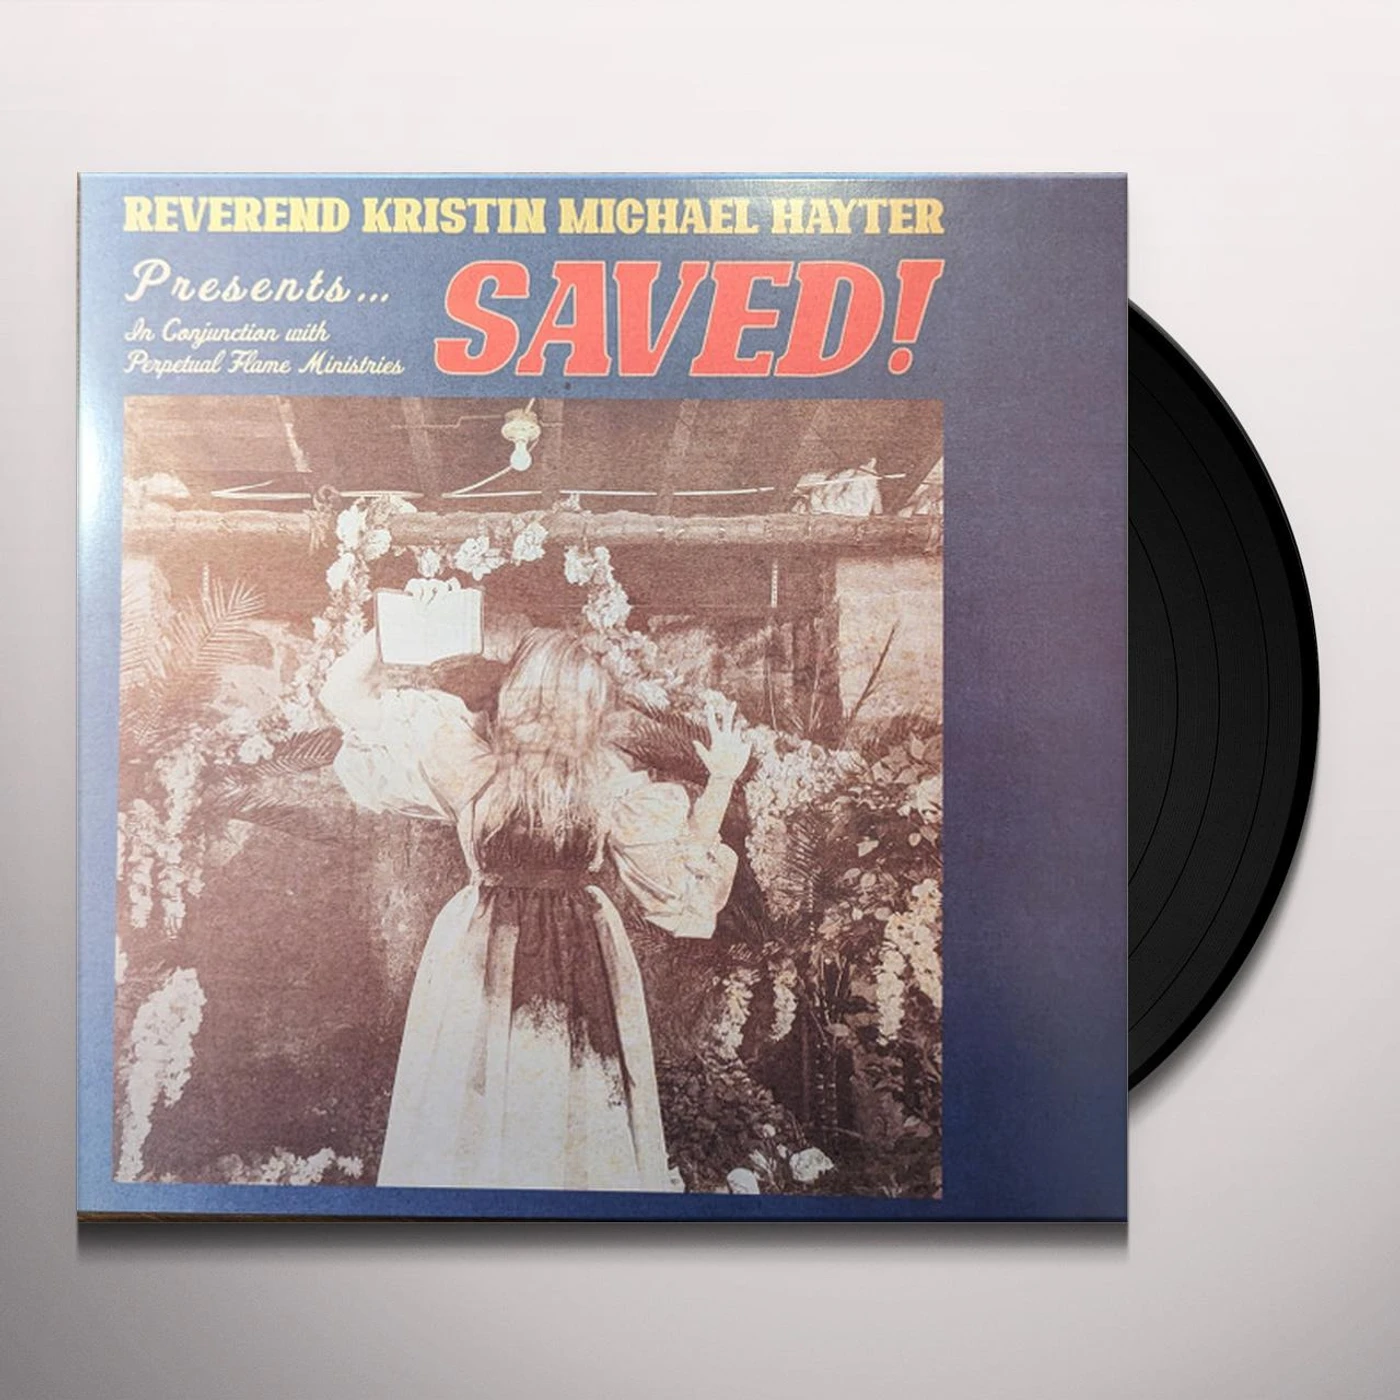 REVEREND KRISTIN MICHAEL HAYTER
Presents...
SAVED!
In Conjunction with
Perpetual Flame Ministries